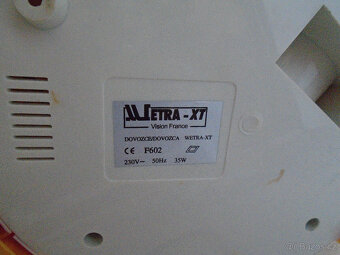 WETRA-XT
Vision France
DOVOZCE/DOVOZCA WETRA-XT
CE F602
230V~ 50Hz 35W